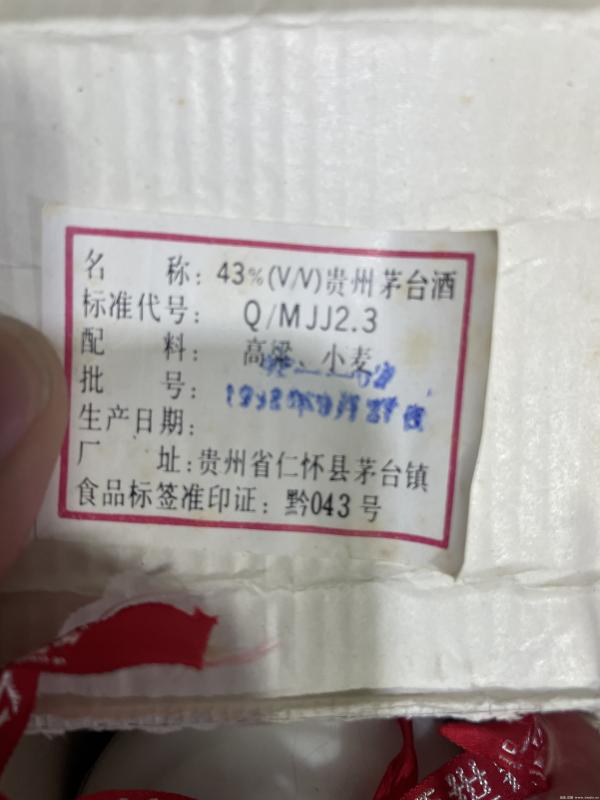 名 称：43%(V/V)贵州茅台酒
标准代号：Q/MJJ2.3
配 料：高粱、小麦
批 号：
生产日期：
厂 址：贵州省仁怀县茅台镇
食品标签准印证：黔043号